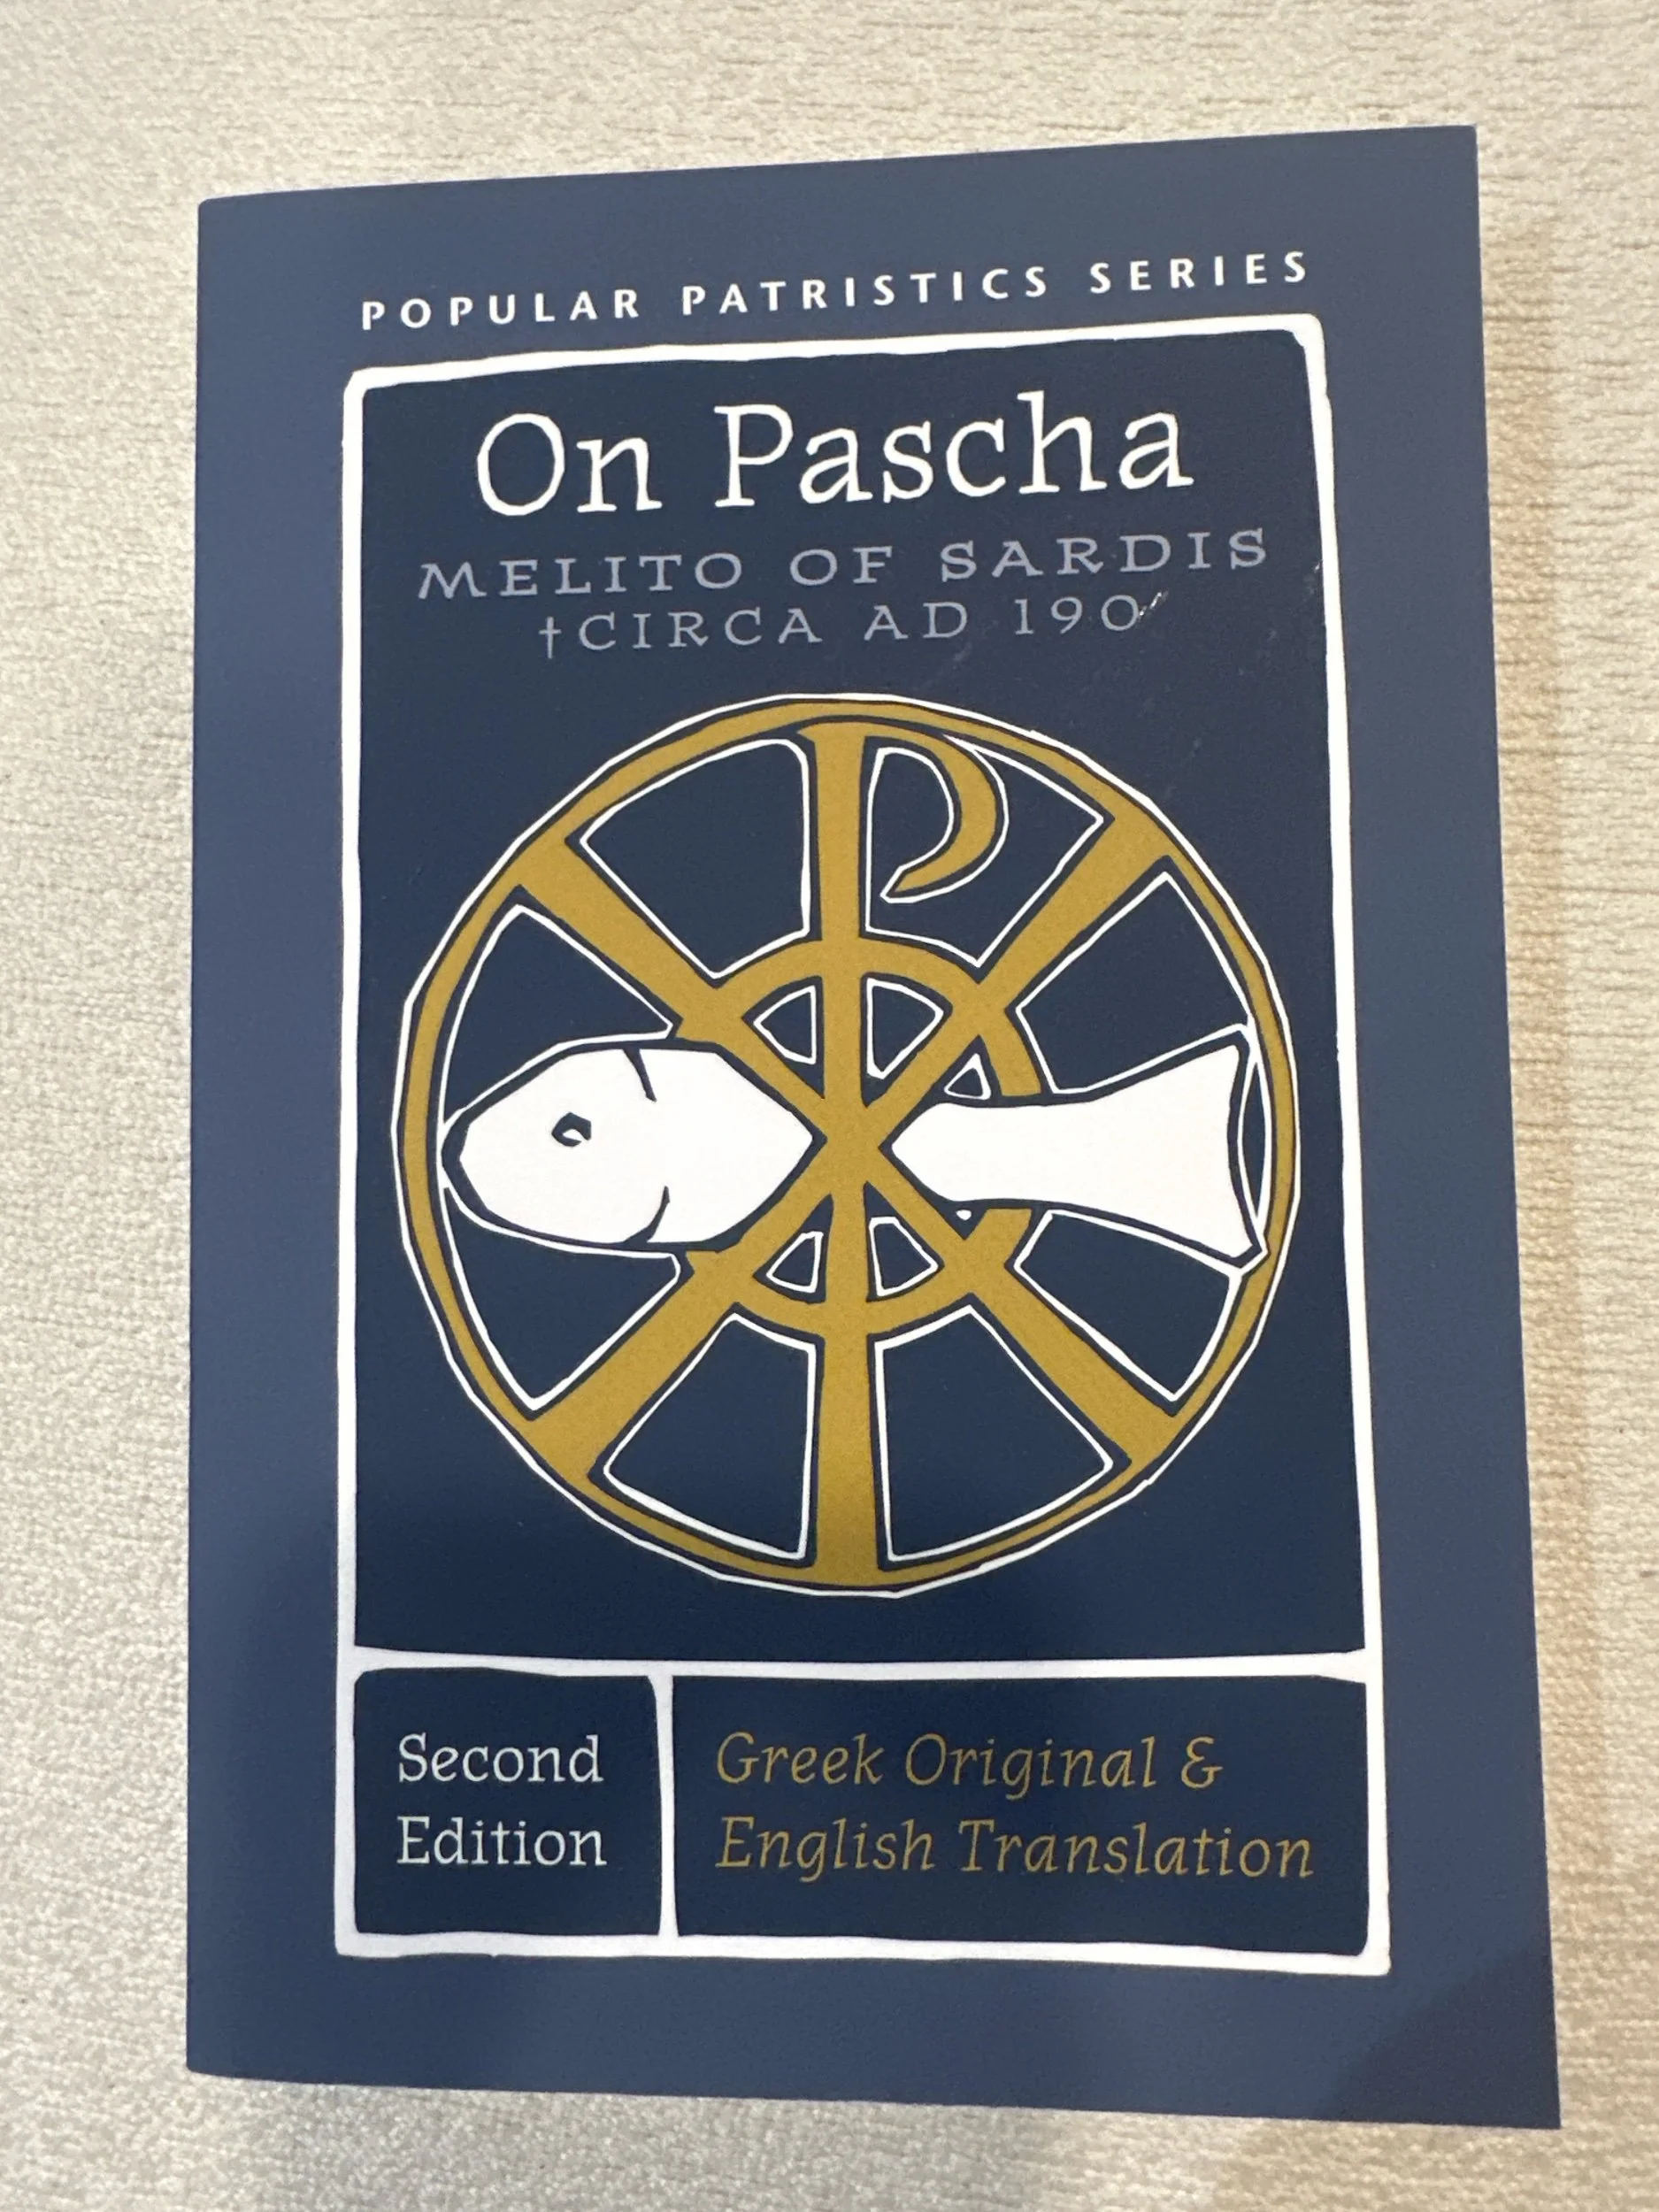 POPULAR PATRISTICS SERIES
On Pascha
MELITO OF SARDIS
†CIRCA AD 190
Second
Edition
Greek Original &
English Translation